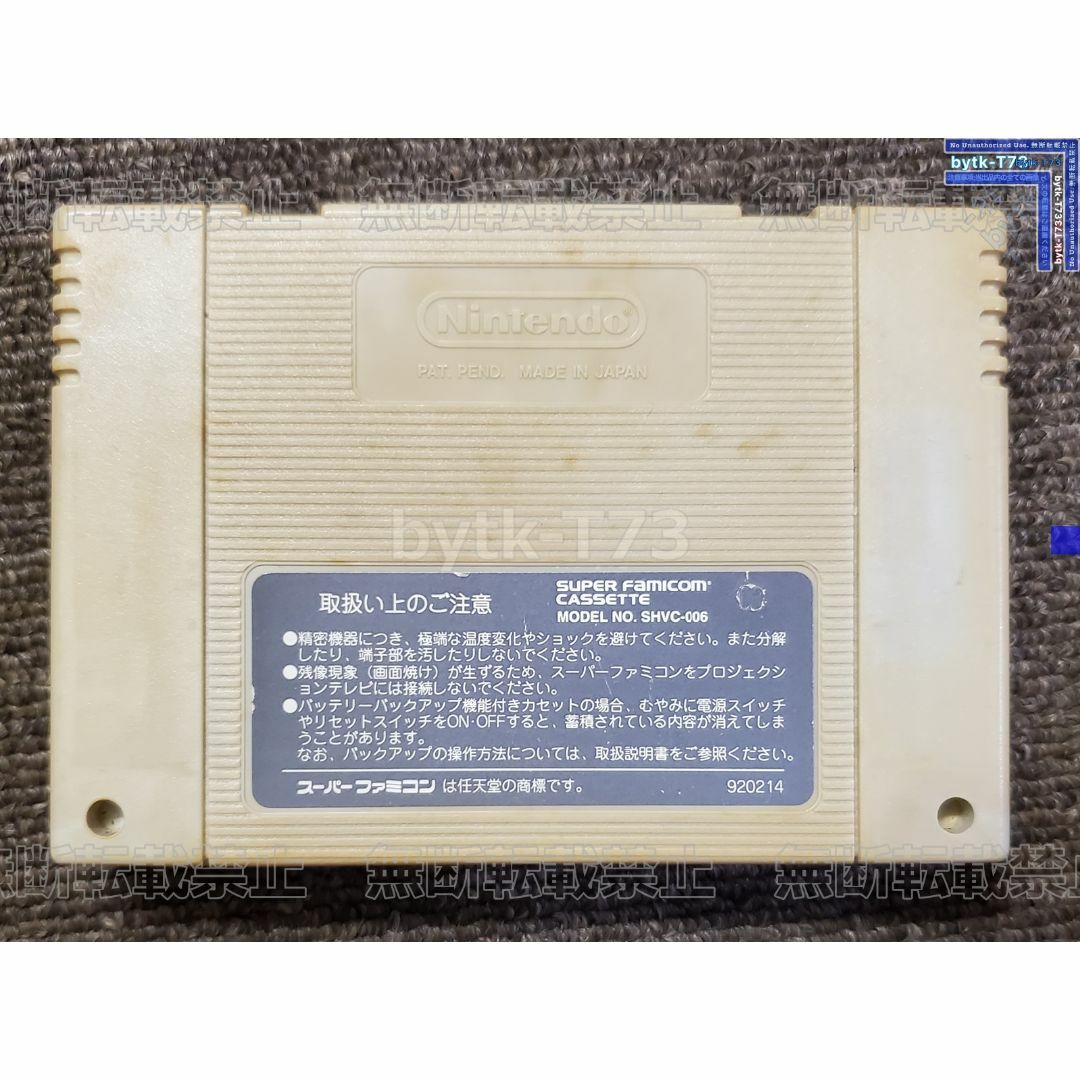 No Unauthorized Use.
bytk-T73
bytk-T73
No Unauthorized Use.
無断転載禁止 無断転載禁止 無断転載禁止
Nintendo®
PAT. PEND. MADE IN JAPAN
bytk-T73
取扱い上のご注意
SUPER FAMICOM
CASSETTE
MODEL NO. SHVC-006
●精密機器につき、極端な温度変化やショックを避けてください。また分解
したり、端子部を汚したりしないでください。
●残像現象（画面焼け）が生ずるため、スーパーファミコンをプロジェクシ
ョンテレビには接続しないでください。
●バッテリーバックアップ機能付きカセットの場合、むやみに電源スイッチ
やリセットスイッチをON・OFFすると、蓄積されている内容が消えてしま
うことがあります。
なお、バックアップの操作方法については、取扱説明書をご参照ください。
スーパーファミコン は任天堂の商標です。
920214
無断転載禁止 無断転載禁止 無断転載禁止